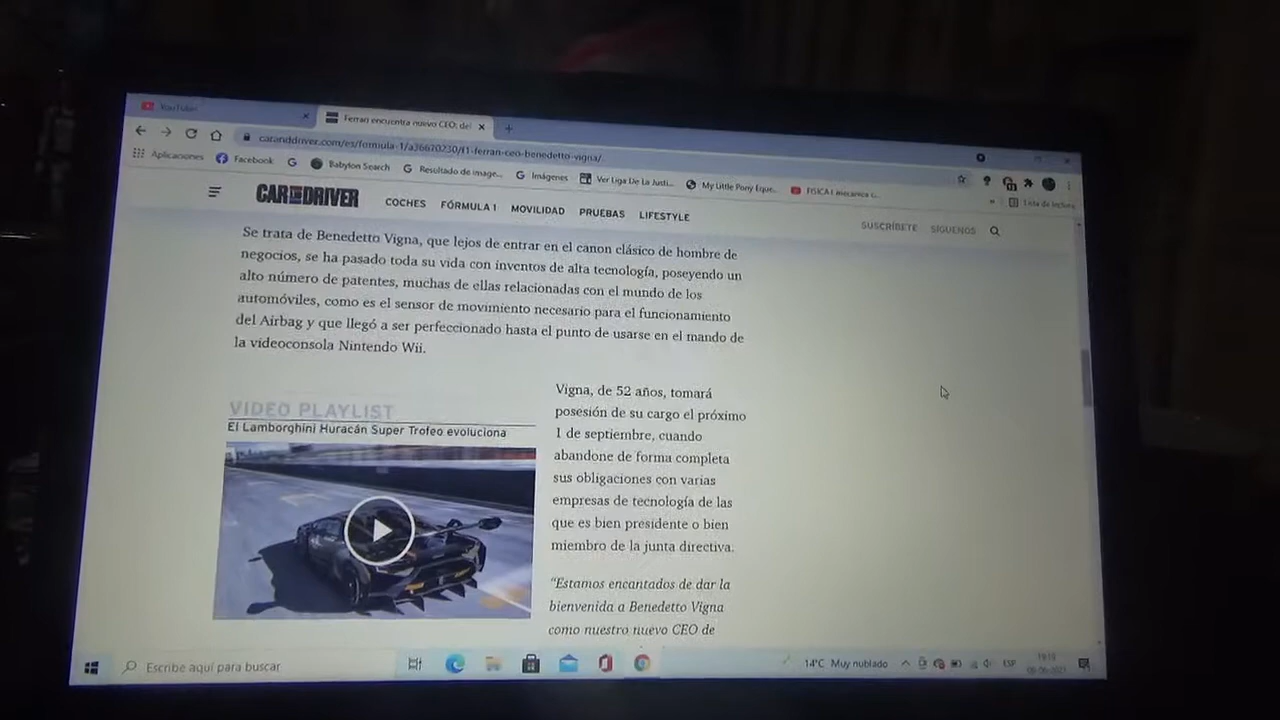 YouTube
Ferrari encuentra nuevo CEO: del
caranddriver.com/es/formula-1/a36670230/f1-ferrari-ceo-benedetto-vigna/
Aplicaciones
Facebook
Babylon Search
Resultado de image...
Imágenes
Ver Liga De La Justi...
My Little Pony Eque...
FISICA I mecanica c...
Lista de lectura
CAR AND DRIVER
COCHES
FÓRMULA 1
MOVILIDAD
PRUEBAS
LIFESTYLE
SUSCRÍBETE
SÍGUENOS
Se trata de Benedetto Vigna, que lejos de entrar en el canon clásico de hombre de
negocios, se ha pasado toda su vida con inventos de alta tecnología, poseyendo un
alto número de patentes, muchas de ellas relacionadas con el mundo de los
automóviles, como es el sensor de movimiento necesario para el funcionamiento
del Airbag y que llegó a ser perfeccionado hasta el punto de usarse en el mando de
la videoconsola Nintendo Wii.
VIDEO PLAYLIST
El Lamborghini Huracán Super Trofeo evoluciona
Vigna, de 52 años, tomará
posesión de su cargo el próximo
1 de septiembre, cuando
abandone de forma completa
sus obligaciones con varias
empresas de tecnología de las
que es bien presidente o bien
miembro de la junta directiva.
“Estamos encantados de dar la
bienvenida a Benedetto Vigna
como nuestro nuevo CEO de
Escribe aquí para buscar
14°C Muy nublado
ESP